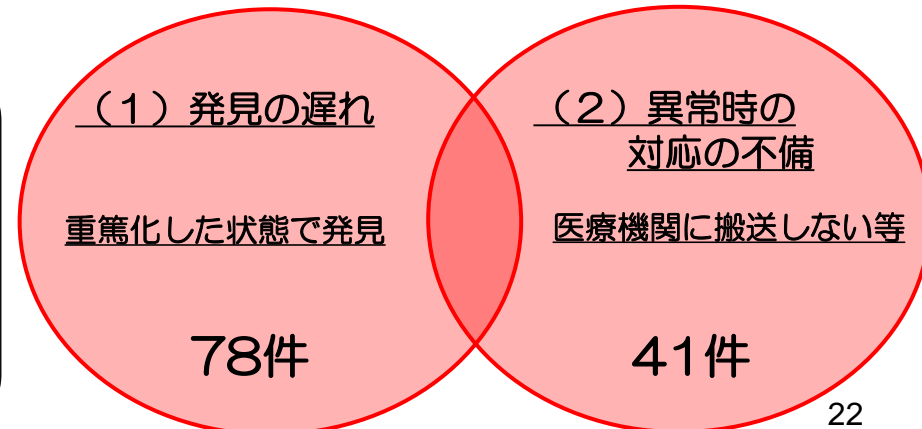 （1）発見の遅れ
重篤化した状態で発見
78件
（2）異常時の
対応の不備
医療機関に搬送しない等
41件
22